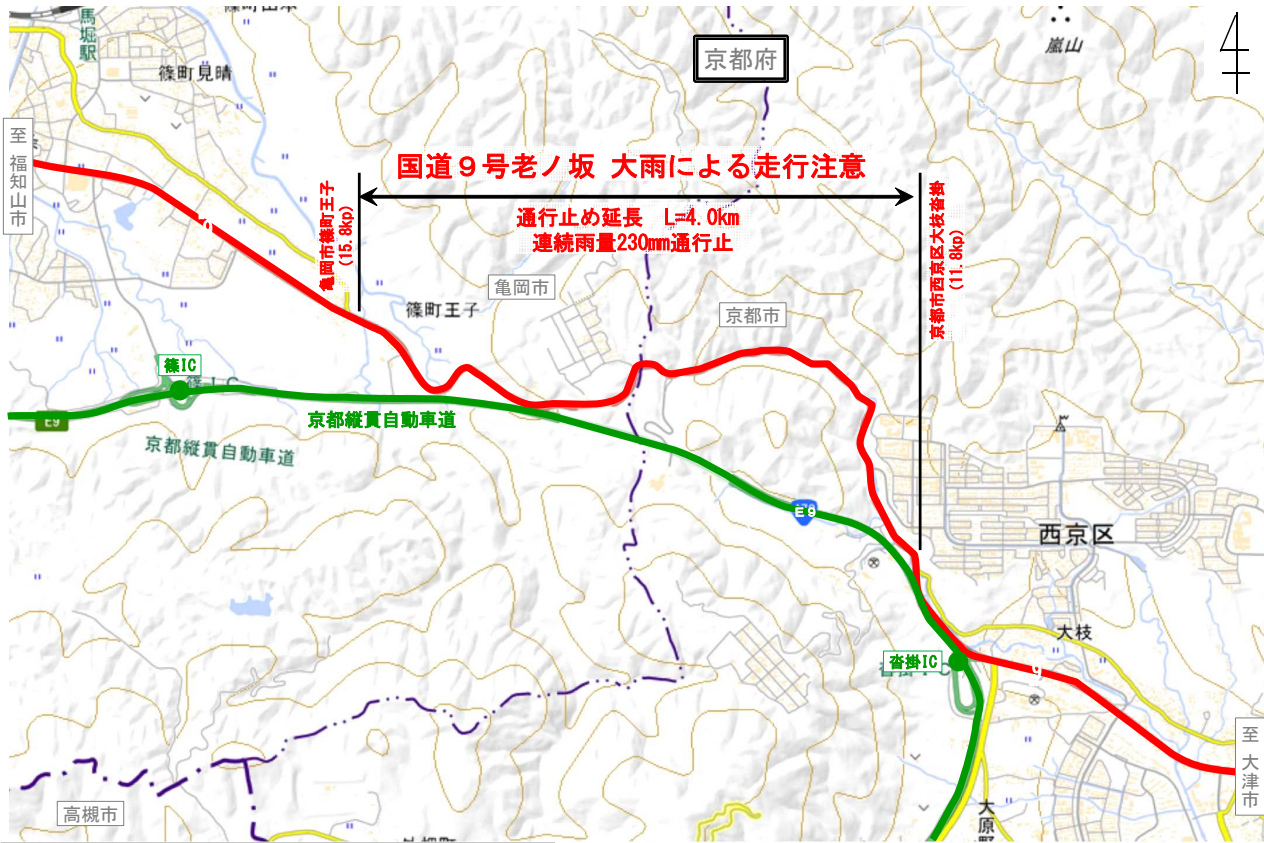 馬堀駅
篠町見晴
京都府
嵐山
至 福知山市
国道９号老ノ坂 大雨による走行注意
通行止め延長 L=4.0km
連続雨量230mm通行止
亀岡市篠町王子
(15.8kp)
京都市西京区大枝沓掛
(11.8kp)
亀岡市
篠町王子
京都市
篠IC
篠IC
E9
京都縦貫自動車道
京都縦貫自動車道
E9
西京区
大枝
沓掛IC
至 大津市
高槻市
大原野